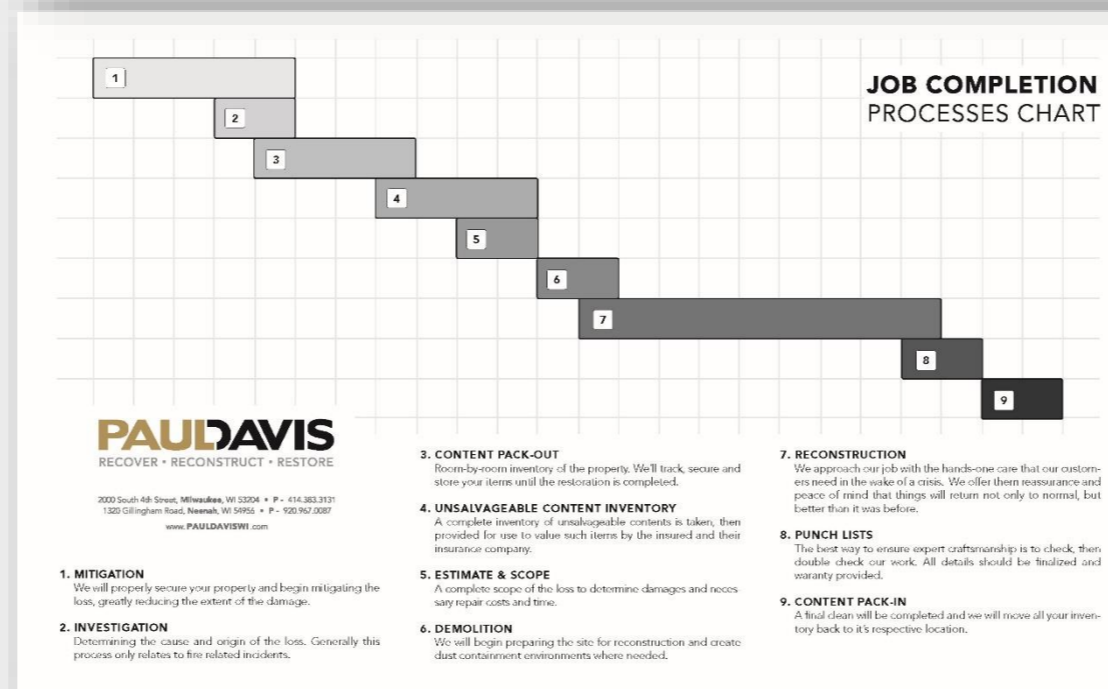 JOB COMPLETION
PROCESSES CHART
1
2
3
4
5
6
7
8
9
PAUL DAVIS
RECOVER • RECONSTRUCT • RESTORE
2000 South 4th Street, Milwaukee, WI 53204 • P - 414.383.3131
1320 Gillingham Road, Neenah, WI 54956 • P - 920.967.0087
www.PAULDAVISWI.com
1. MITIGATION
We will properly secure your property and begin mitigating the
loss, greatly reducing the extent of the damage.
2. INVESTIGATION
Determining the cause and origin of the loss. Generally this
process only relates to fire related incidents.
3. CONTENT PACK-OUT
Room-by-room inventory of the property. We'll track, secure and
store your items until the restoration is completed.
4. UNSALVAGEABLE CONTENT INVENTORY
A complete inventory of unsalvageable contents is taken, then
provided for use to value such items by the insured and their
insurance company.
5. ESTIMATE & SCOPE
A complete scope of the loss to determine damages and neces
sary repair costs and time.
6. DEMOLITION
We will begin preparing the site for reconstruction and create
dust containment environments where needed.
7. RECONSTRUCTION
We approach our job with the hands-one care that our custom-
ers need in the wake of a crisis. We offer them reassurance and
peace of mind that things will return not only to normal, but
better than it was before.
8. PUNCH LISTS
The best way to ensure expert craftsmanship is to check, then
double check our work. All details should be finalized and
waranty provided.
9. CONTENT PACK-IN
A final clean will be completed and we will move all your inven-
tory back to it's respective location.